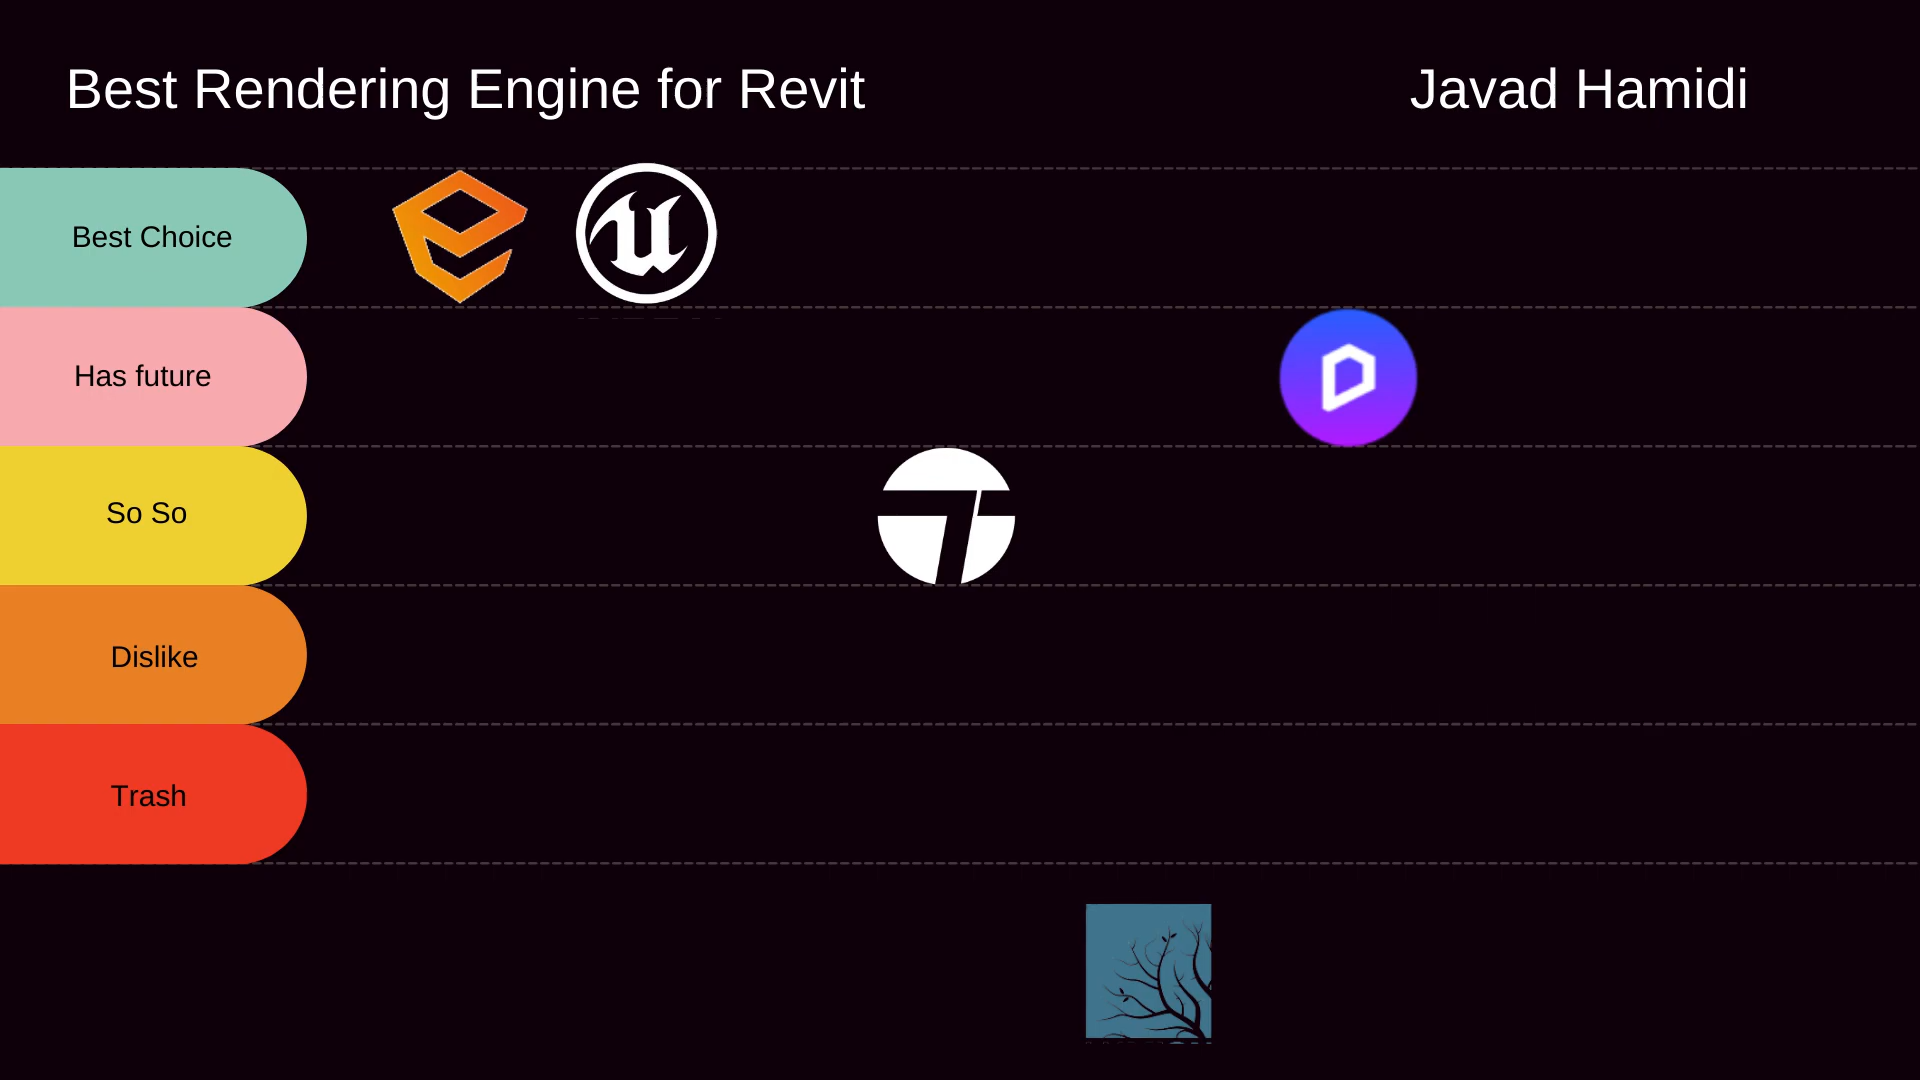 Best Rendering Engine for Revit
Javad Hamidi
Best Choice
Has future
So So
Dislike
Trash